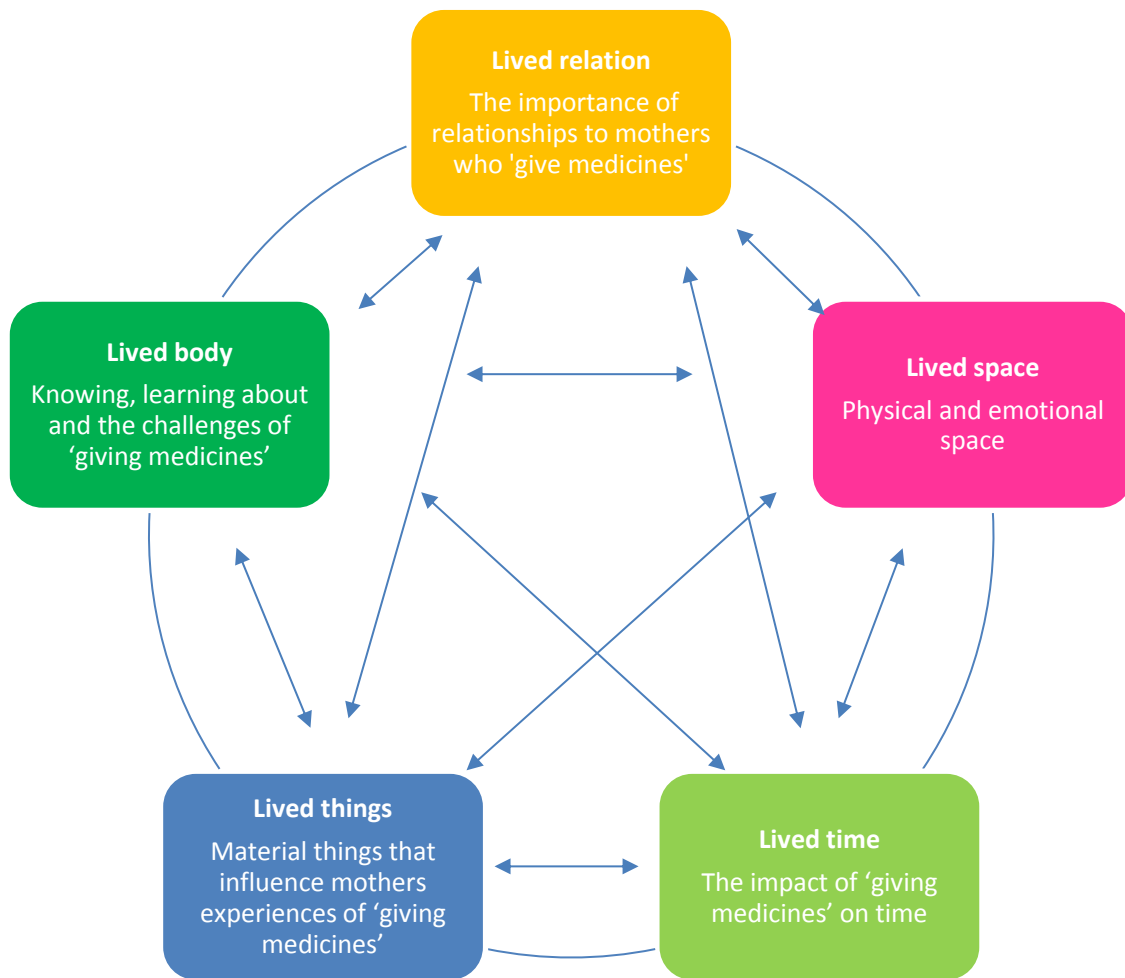 Lived relation
The importance of
relationships to mothers
who 'give medicines'
Lived body
Knowing, learning about
and the challenges of
‘giving medicines’
Lived space
Physical and emotional
space
Lived things
Material things that
influence mothers
experiences of ‘giving
medicines’
Lived time
The impact of ‘giving
medicines’ on time